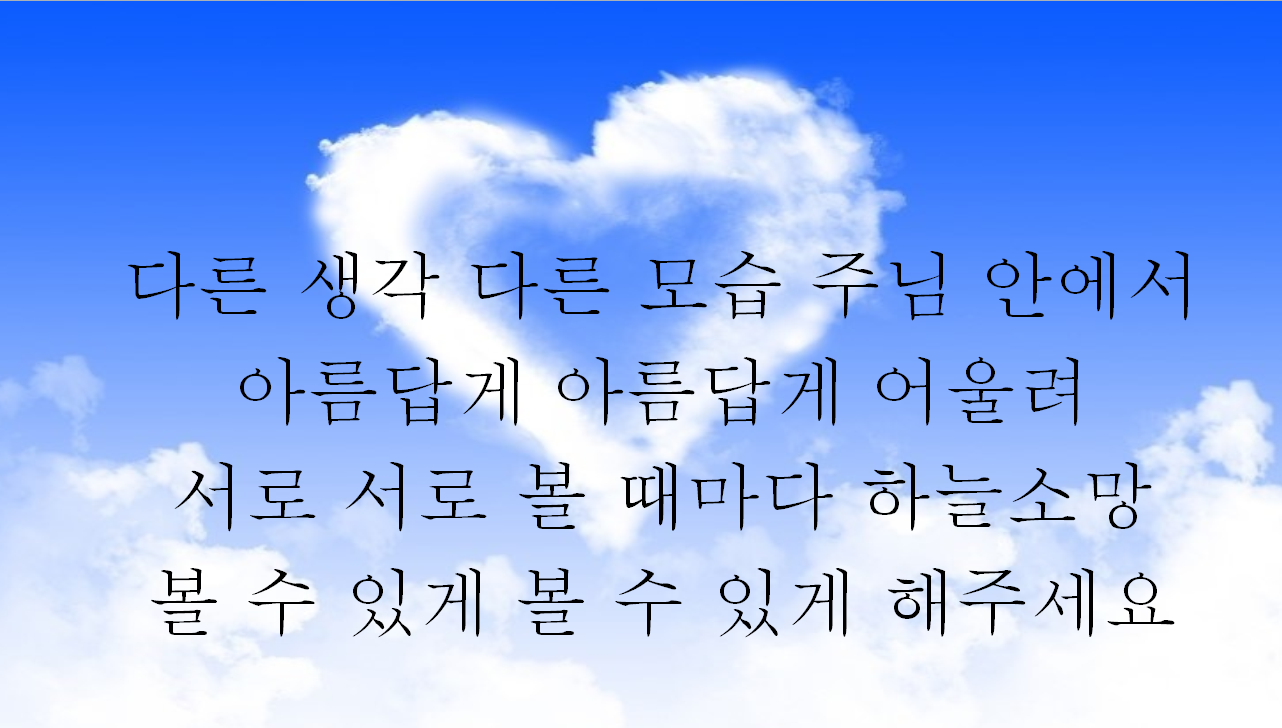 다른 생각 다른 모습 주님 안에서
아름답게 아름답게 어울려
서로 서로 볼 때마다 하늘소망
볼 수 있게 볼 수 있게 해주세요